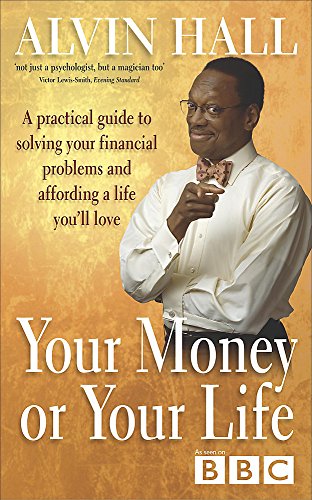 ALVIN HALL
'not just a psychologist, but a magician too'
Victor Lewis-Smith, Evening Standard
A practical guide to
solving your financial
problems and
affording a life
you'll love
Your Money
or Your Life
As seen on
BBC